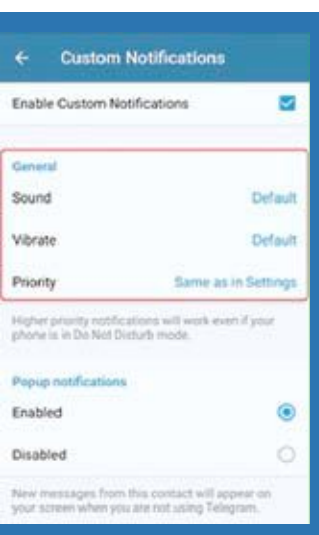 Custom Notifications
Enable Custom Notifications
General
Sound Default
Vibrate Default
Priority Same as in Settings
Higher priority notifications will work even if your
phone is in Do Not Disturb mode.
Popup notifications
Enabled
Disabled
New messages from this contact will appear on
your screen when you are not using Telegram.